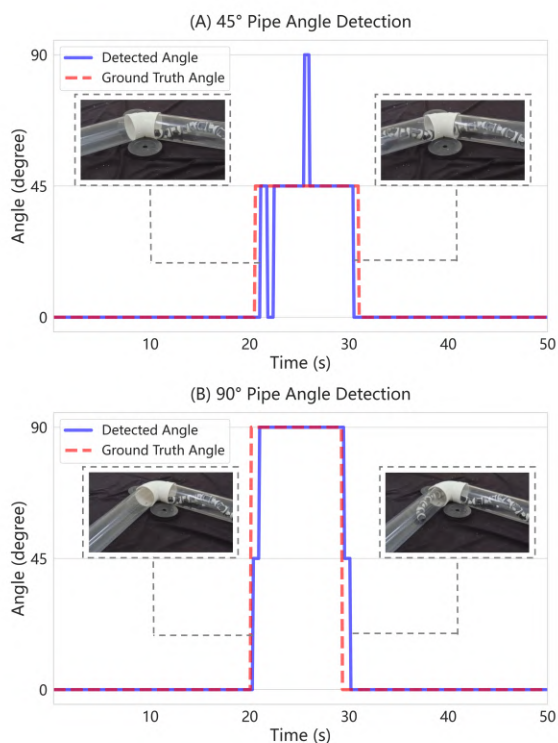 (A) 45° Pipe Angle Detection
Detected Angle
Ground Truth Angle
90
45
0
Angle (degree)
10
20
30
40
50
Time (s)
(B) 90° Pipe Angle Detection
Detected Angle
Ground Truth Angle
90
45
0
Angle (degree)
10
20
30
40
50
Time (s)